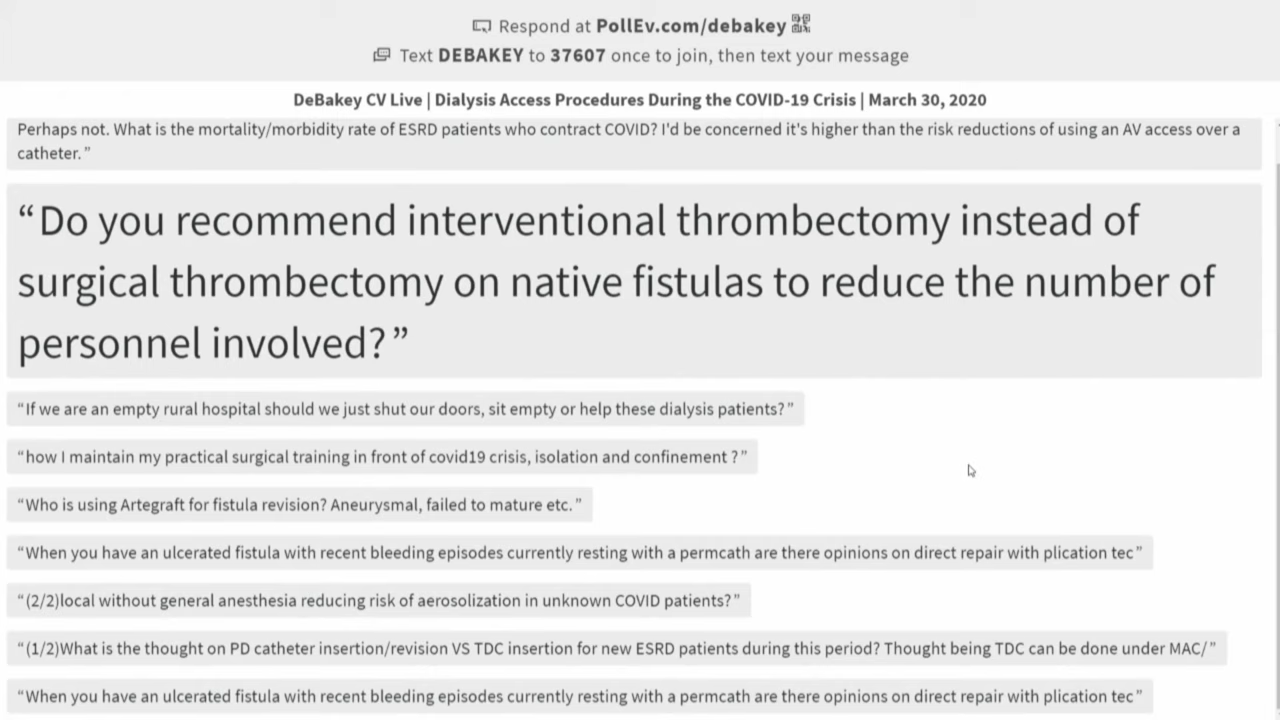 Respond at PollEv.com/debakey
Text DEBAKEY to 37607 once to join, then text your message
DeBakey CV Live | Dialysis Access Procedures During the COVID-19 Crisis | March 30, 2020
Perhaps not. What is the mortality/morbidity rate of ESRD patients who contract COVID? I'd be concerned it's higher than the risk reductions of using an AV access over a
catheter.”
“Do you recommend interventional thrombectomy instead of
surgical thrombectomy on native fistulas to reduce the number of
personnel involved?”
“If we are an empty rural hospital should we just shut our doors, sit empty or help these dialysis patients?”
“how I maintain my practical surgical training in front of covid19 crisis, isolation and confinement ?”
“Who is using Artegraft for fistula revision? Aneurysmal, failed to mature etc.”
“When you have an ulcerated fistula with recent bleeding episodes currently resting with a permcath are there opinions on direct repair with plication tec”
“(2/2)local without general anesthesia reducing risk of aerosolization in unknown COVID patients?”
“(1/2)What is the thought on PD catheter insertion/revision VS TDC insertion for new ESRD patients during this period? Thought being TDC can be done under MAC/”
“When you have an ulcerated fistula with recent bleeding episodes currently resting with a permcath are there opinions on direct repair with plication tec”